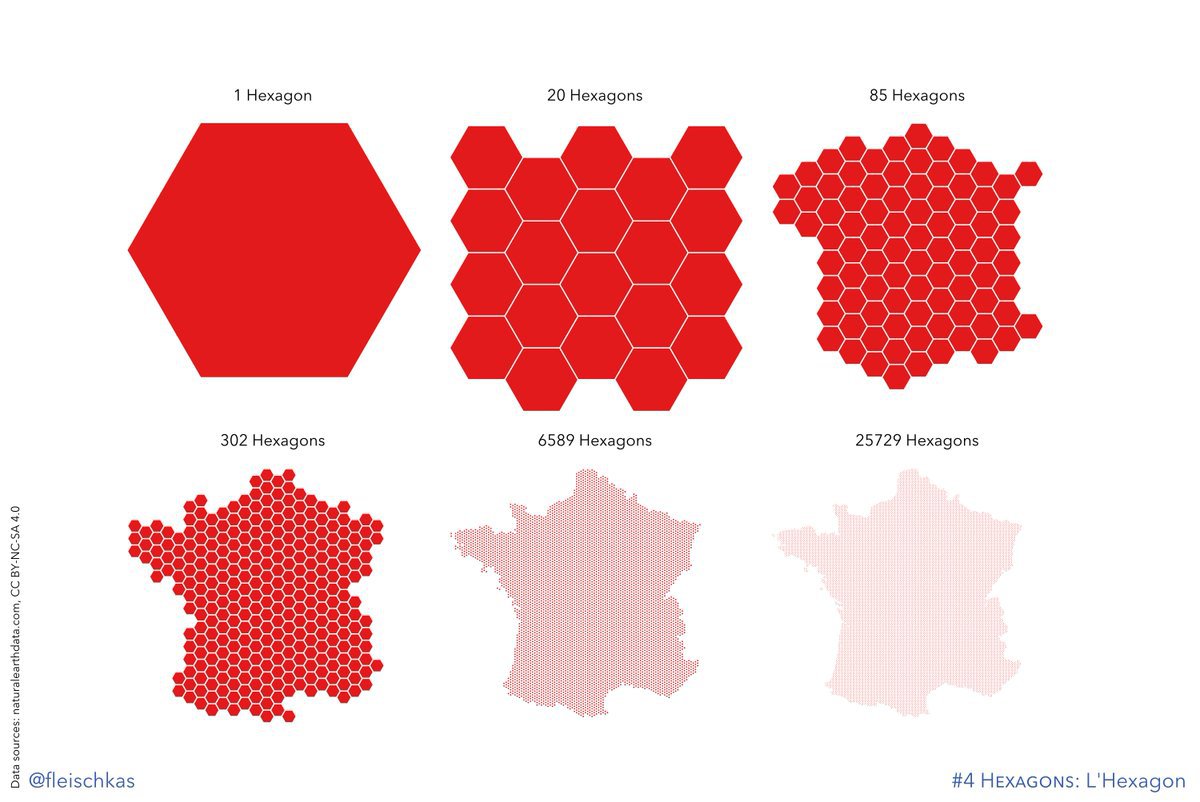 1 Hexagon
20 Hexagons
85 Hexagons
302 Hexagons
6589 Hexagons
25729 Hexagons
Data sources: naturalearthdata.com, CC BY-NC-SA 4.0
@fleischkas
#4 Hexagons: L'Hexagon